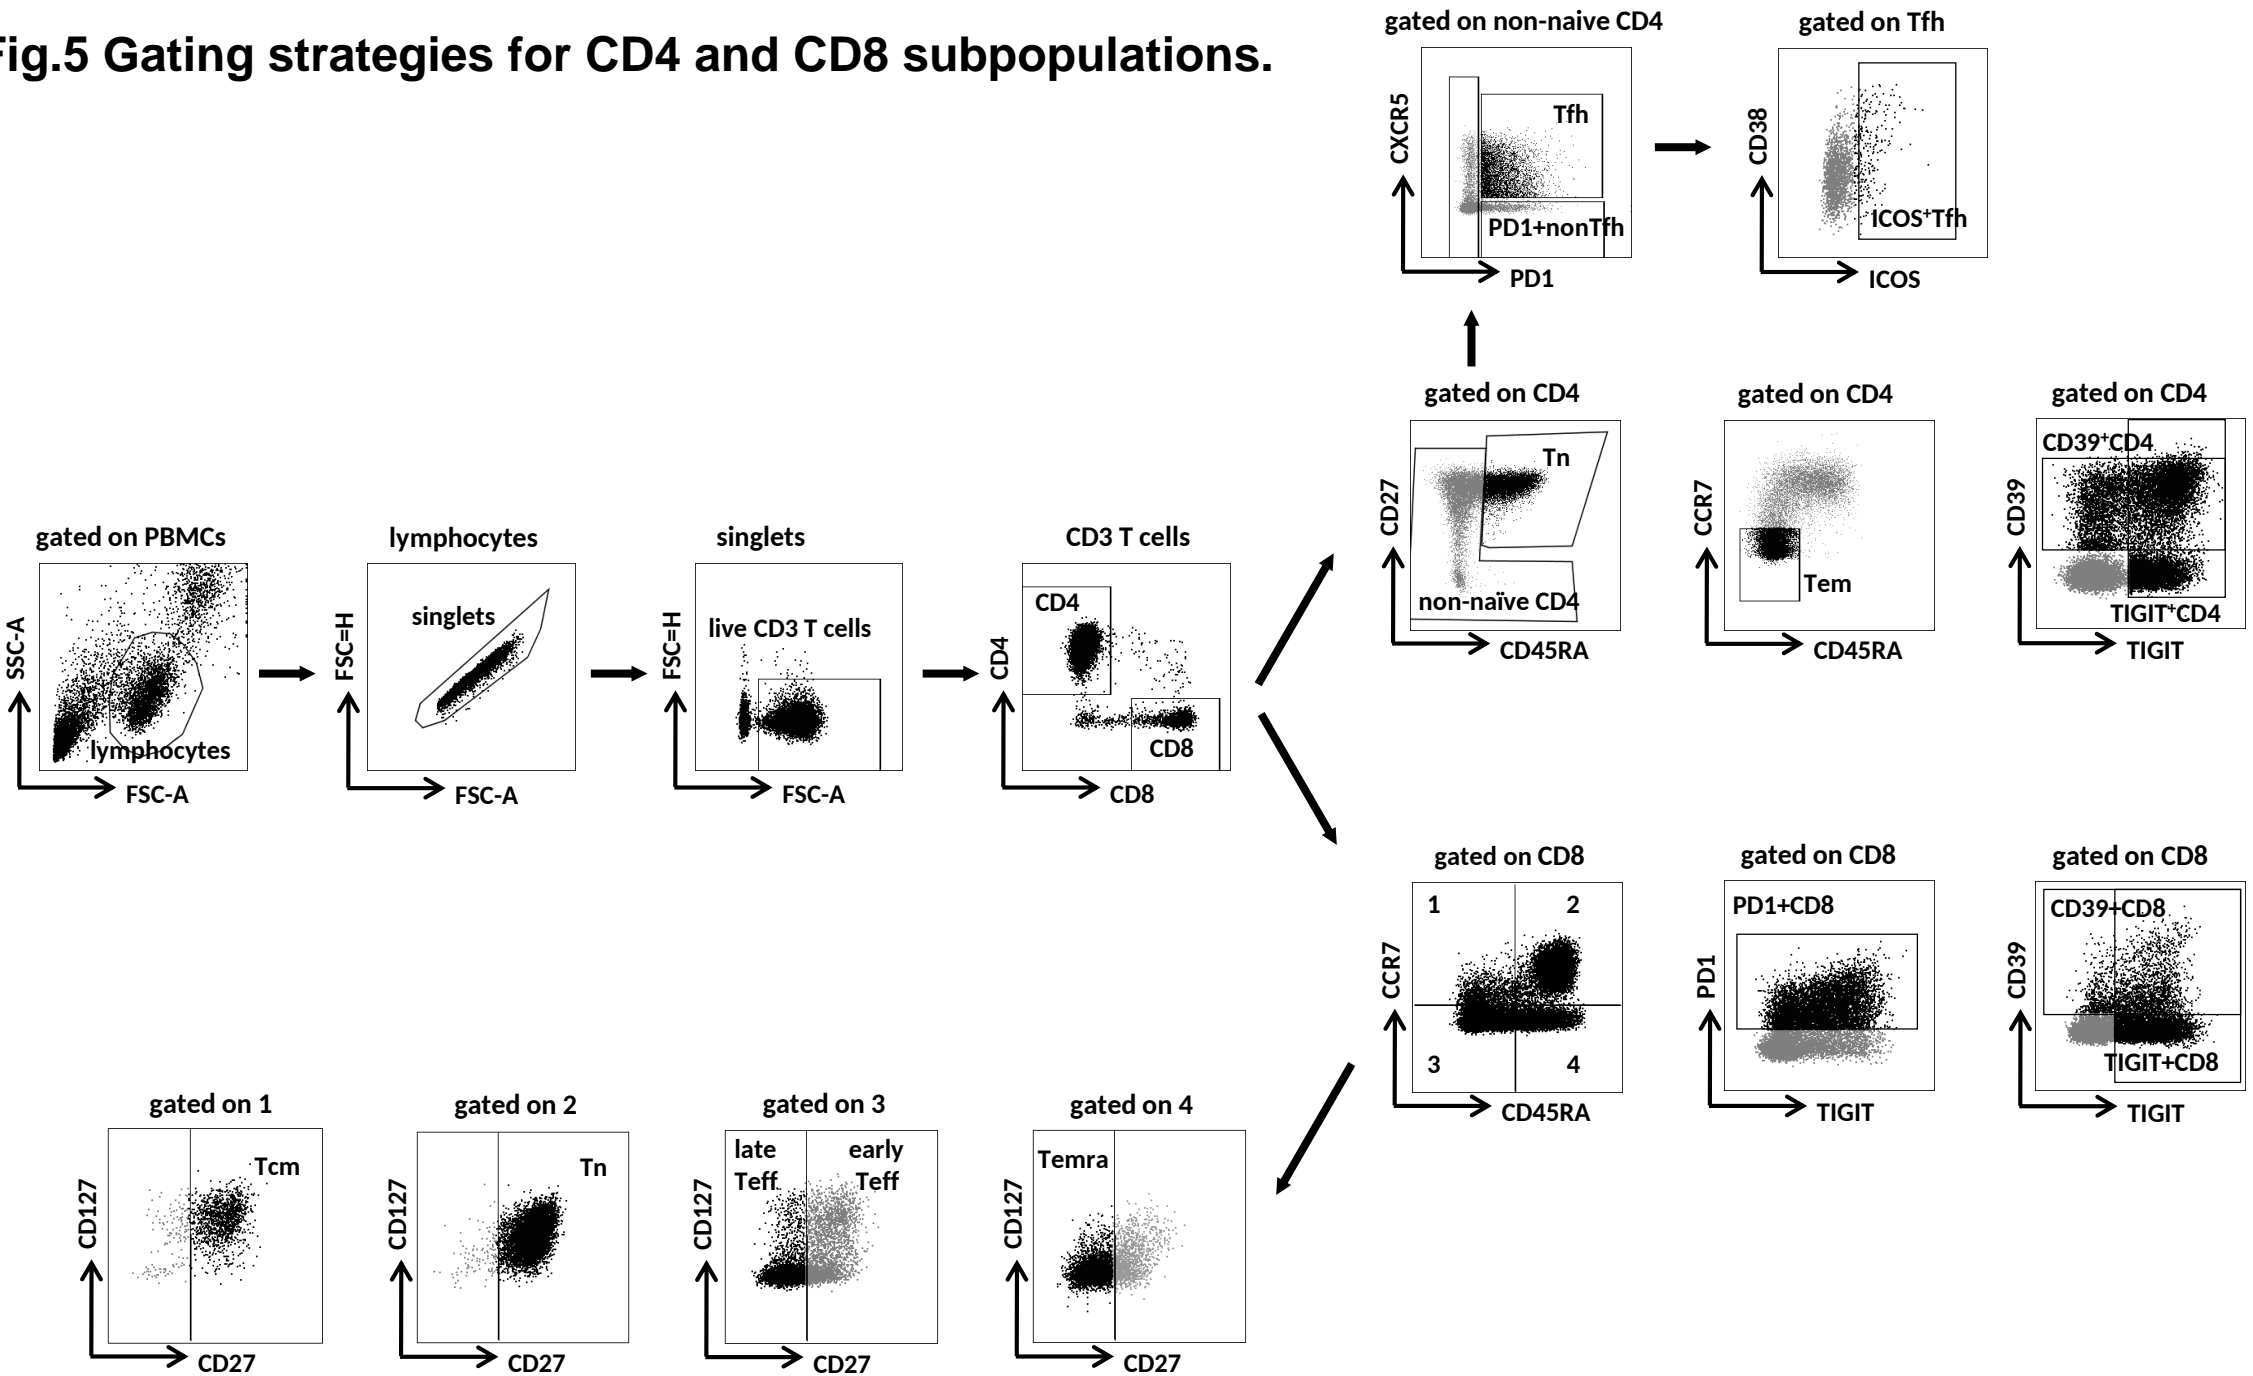 ig.5 Gating strategies for CD4 and CD8 subpopulations.
gated on non-naive CD4
CXCR5
Tfh
PD1+nonTfh
PD1
gated on Tfh
CD38
ICOS⁺Tfh
ICOS
gated on PBMCs
SSC-A
lymphocytes
FSC-A
lymphocytes
FSC=H
singlets
FSC-A
singlets
FSC=H
live CD3 T cells
FSC-A
CD3 T cells
CD4
CD4
CD8
CD8
gated on CD4
CD27
Tn
non-naïve CD4
CD45RA
gated on CD4
CCR7
Tem
CD45RA
gated on CD4
CD39
CD39⁺CD4
TIGIT⁺CD4
TIGIT
gated on CD8
CCR7
1
2
3
4
CD45RA
gated on CD8
PD1
PD1+CD8
TIGIT
gated on CD8
CD39
CD39+CD8
TIGIT+CD8
TIGIT
gated on 1
CD127
Tcm
CD27
gated on 2
CD127
Tn
CD27
gated on 3
CD127
late
Teff
early
Teff
CD27
gated on 4
CD127
Temra
CD27